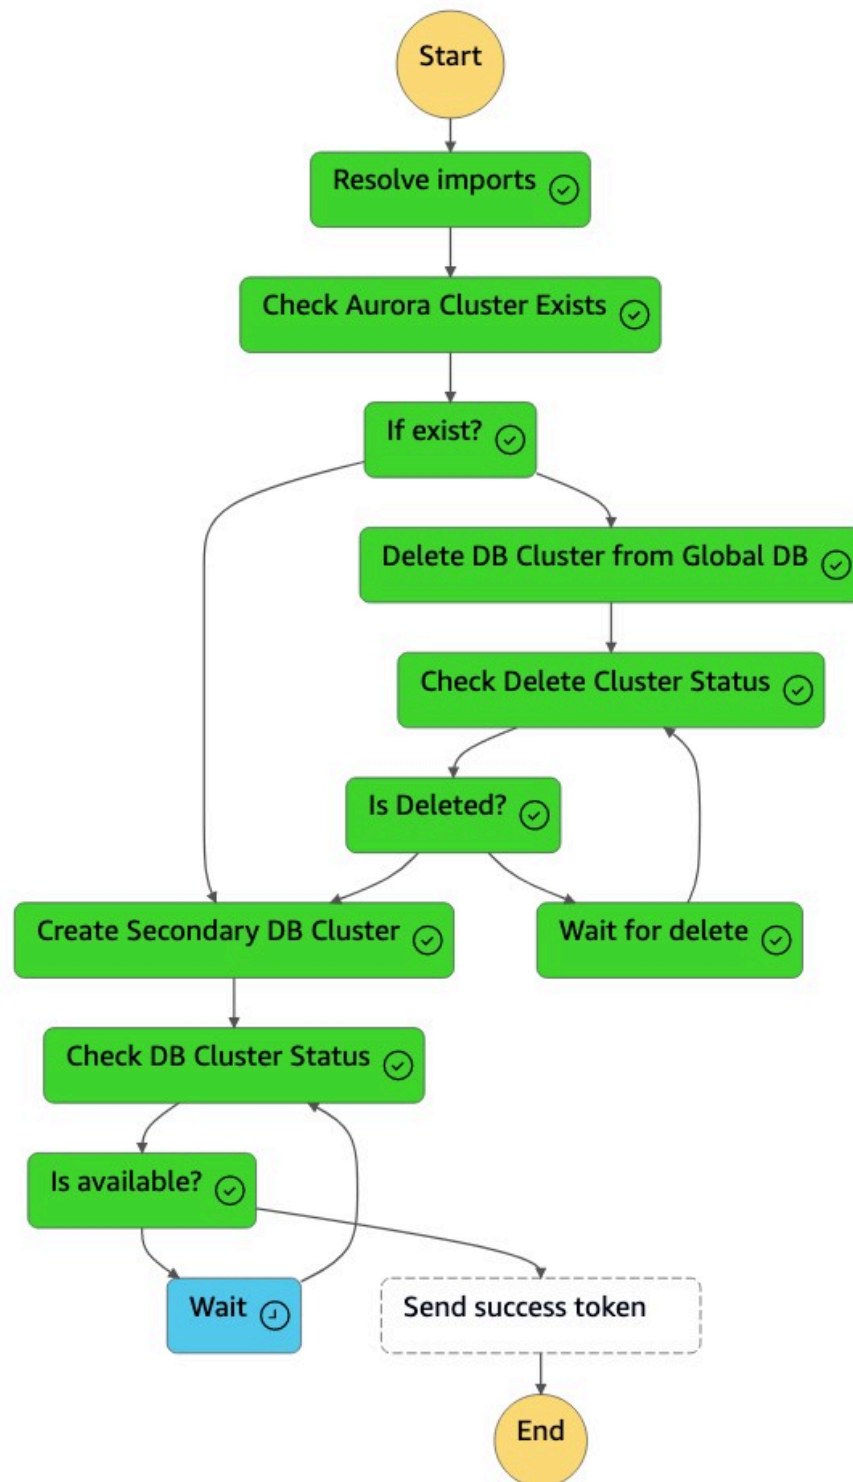 Start
Resolve imports
Check Aurora Cluster Exists
If exist?
Delete DB Cluster from Global DB
Check Delete Cluster Status
Is Deleted?
Create Secondary DB Cluster
Wait for delete
Check DB Cluster Status
Is available?
Wait
Send success token
End